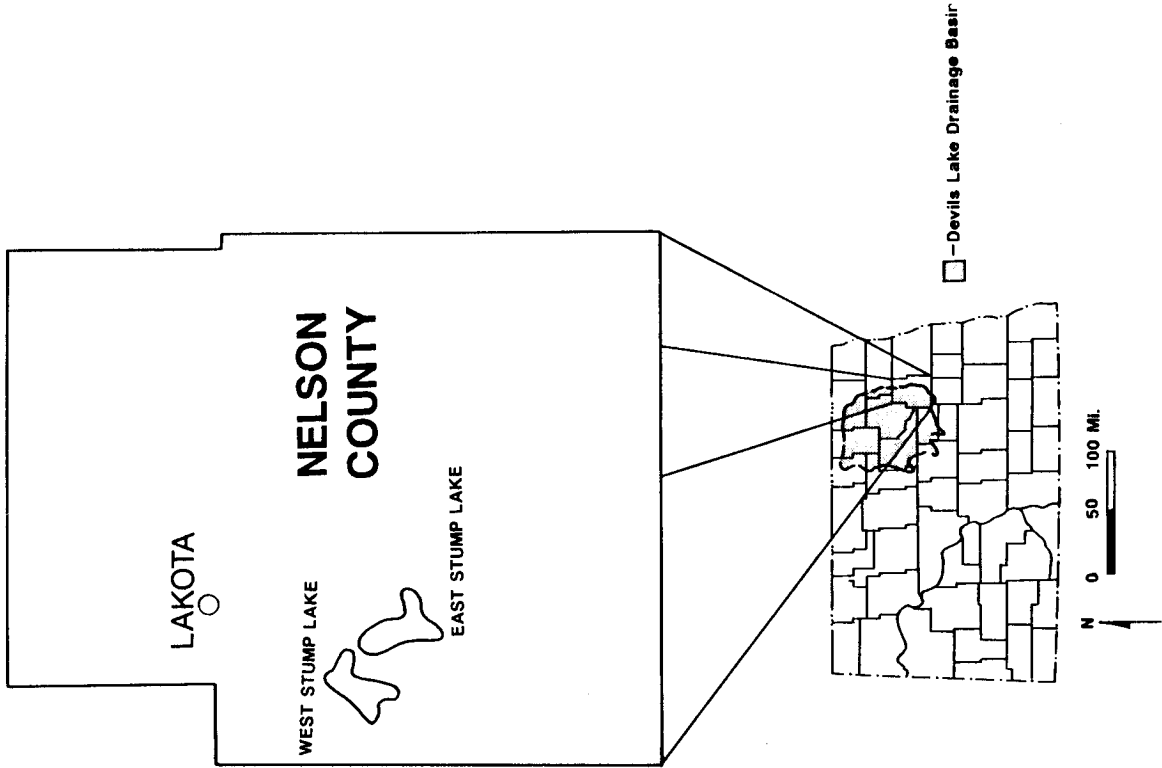 LAKOTA
WEST STUMP LAKE
EAST STUMP LAKE
NELSON
COUNTY
–Devils Lake Drainage Basin
N
0 50 100 Mi.